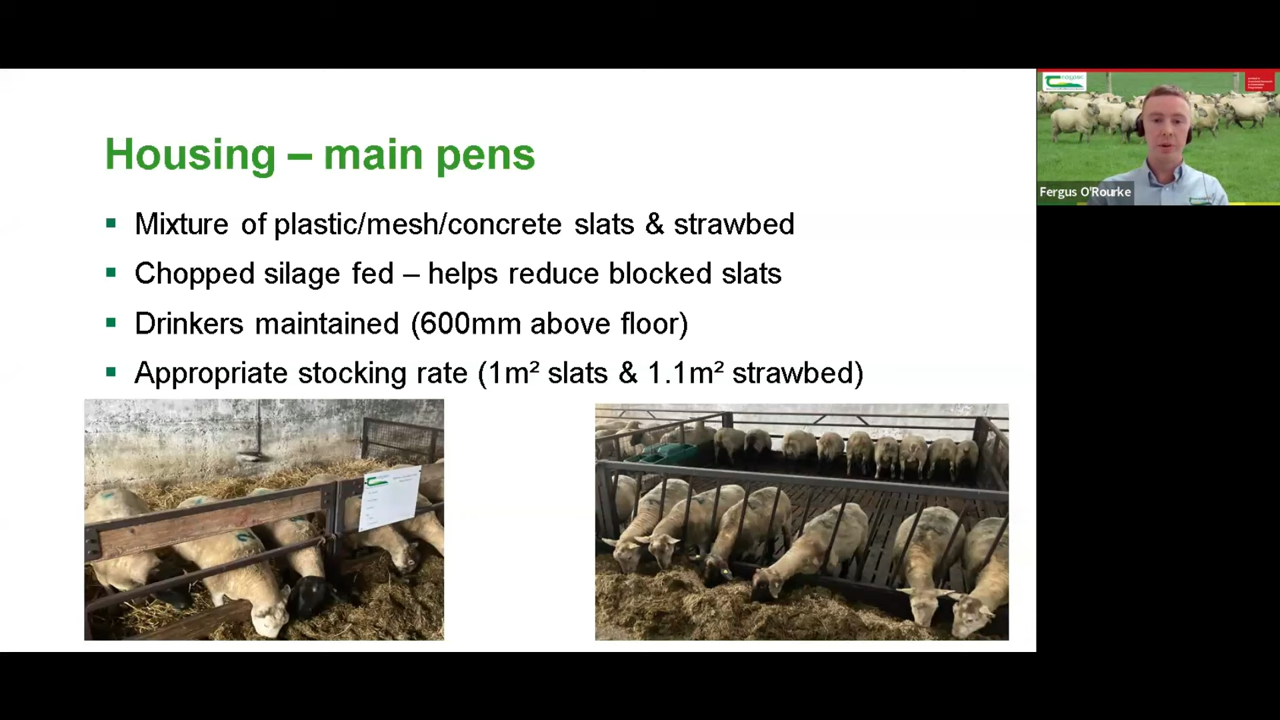 Housing – main pens
▪ Mixture of plastic/mesh/concrete slats & strawbed
▪ Chopped silage fed – helps reduce blocked slats
▪ Drinkers maintained (600mm above floor)
▪ Appropriate stocking rate (1m² slats & 1.1m² strawbed)
Fergus O'Rourke